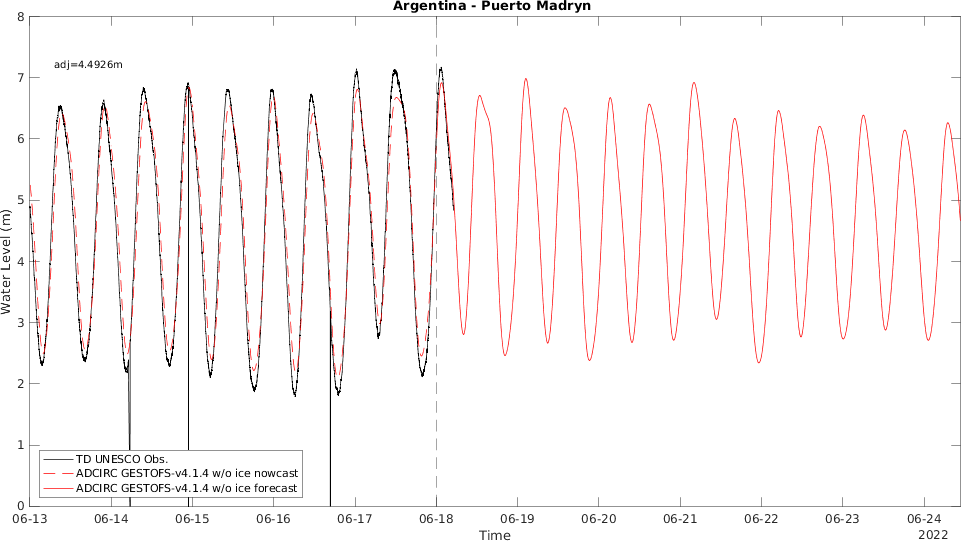 Argentina - Puerto Madryn
8
adj=4.4926m
7
6
5
4
3
2
1
0
Water Level (m)
TD UNESCO Obs.
ADCIRC GESTOFS-v4.1.4 w/o ice nowcast
ADCIRC GESTOFS-v4.1.4 w/o ice forecast
06-13 06-14 06-15 06-16 06-17 06-18 06-19 06-20 06-21 06-22 06-23 06-24
Time
2022